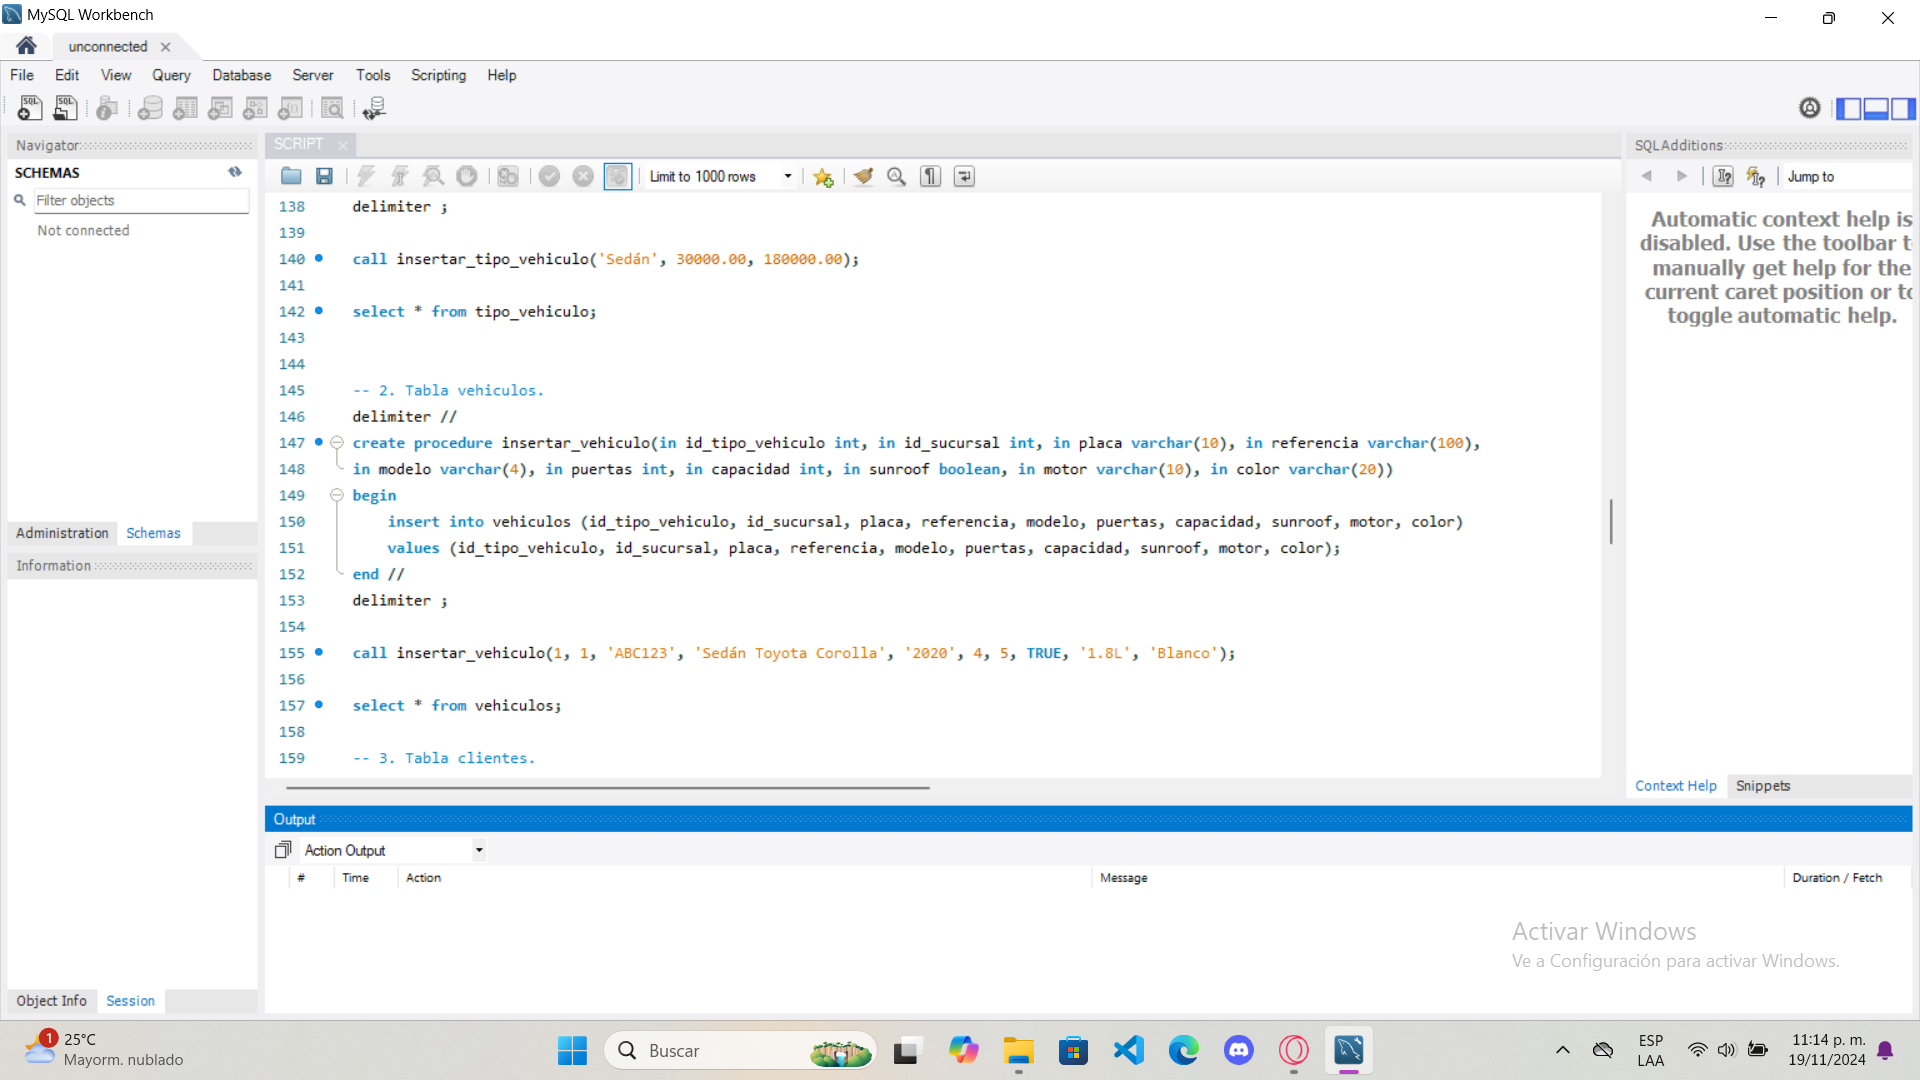 MySQL Workbench
unconnected
File Edit View Query Database Server Tools Scripting Help
Navigator
SCHEMAS
Filter objects
Not connected
Administration Schemas
Information
Object Info Session
SCRIPT
Limit to 1000 rows
138 delimiter ;
139
140 call insertar_tipo_vehiculo('Sedán', 30000.00, 180000.00);
141
142 select * from tipo_vehiculo;
143
144
145 -- 2. Tabla vehiculos.
146 delimiter //
147 create procedure insertar_vehiculo(in id_tipo_vehiculo int, in id_sucursal int, in placa varchar(10), in referencia varchar(100),
148 in modelo varchar(4), in puertas int, in capacidad int, in sunroof boolean, in motor varchar(10), in color varchar(20))
149 begin
150 insert into vehiculos (id_tipo_vehiculo, id_sucursal, placa, referencia, modelo, puertas, capacidad, sunroof, motor, color)
151 values (id_tipo_vehiculo, id_sucursal, placa, referencia, modelo, puertas, capacidad, sunroof, motor, color);
152 end //
153 delimiter ;
154
155 call insertar_vehiculo(1, 1, 'ABC123', 'Sedán Toyota Corolla', '2020', 4, 5, TRUE, '1.8L', 'Blanco');
156
157 select * from vehiculos;
158
159 -- 3. Tabla clientes.
SQLAdditions
Jump to
Automatic context help is
disabled. Use the toolbar t
manually get help for the
current caret position or to
toggle automatic help.
Context Help Snippets
Output
Action Output
# Time Action Message Duration / Fetch
Activar Windows
Ve a Configuración para activar Windows.
1
25°C
Mayorm. nublado
Buscar
ESP
LAA
11:14 p. m.
19/11/2024